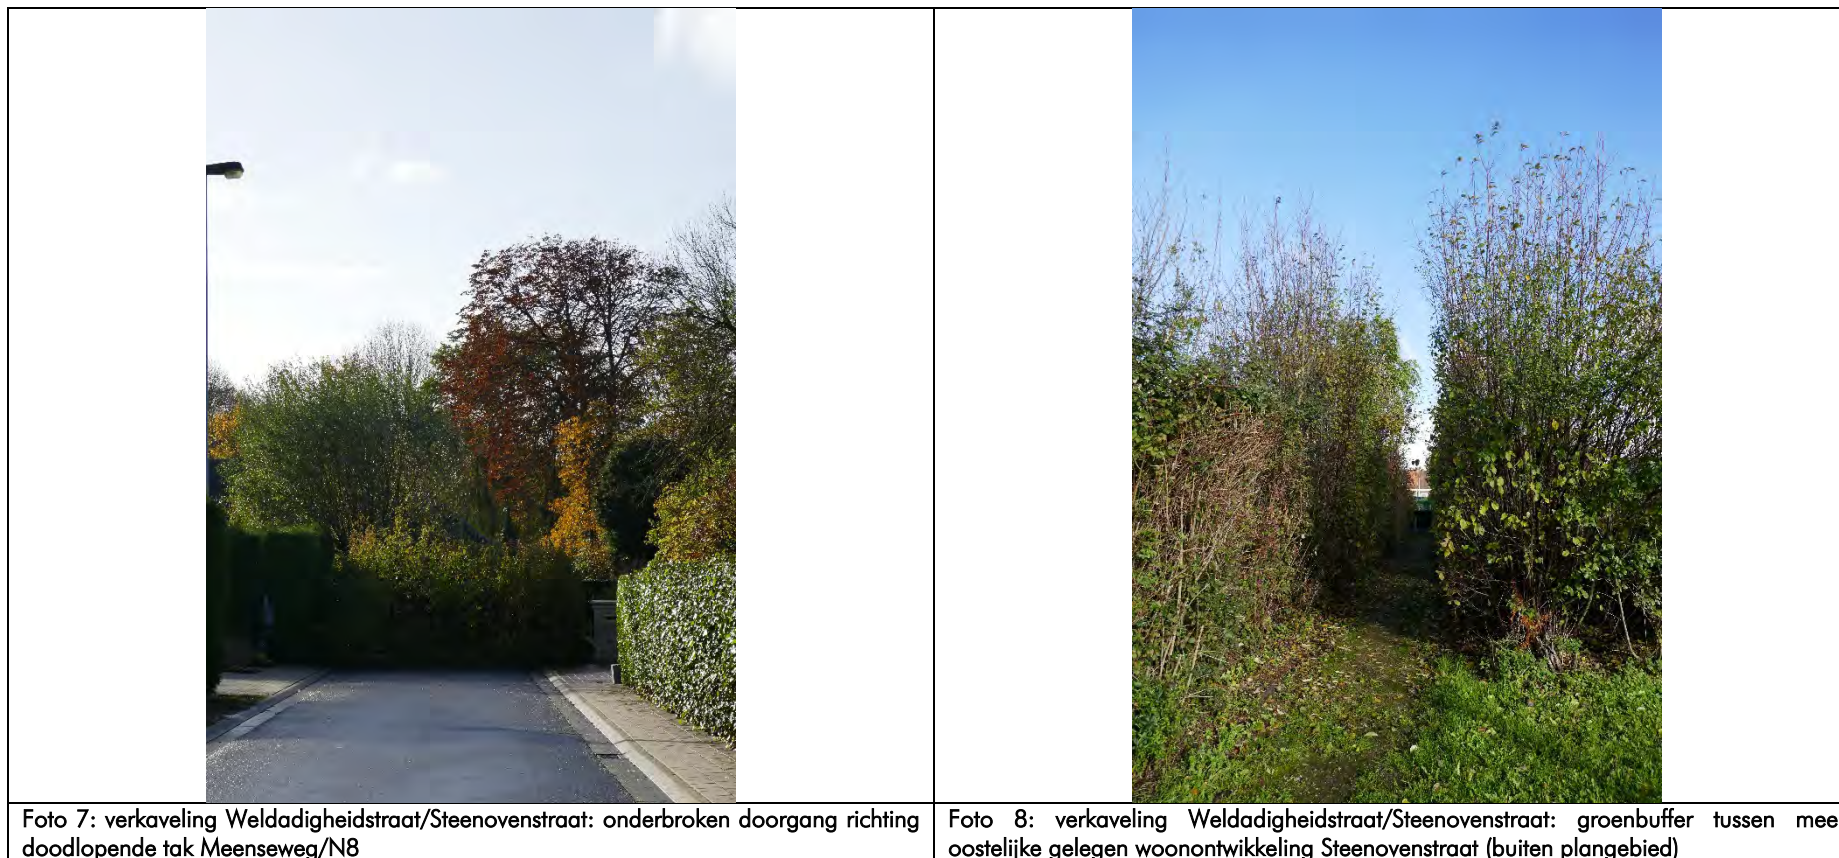 Foto 7: verkaveling Weldadigheidstraat/Steenovenstraat: onderbroken doorgang richting
doodlopende tak Meenseweg/N8
Foto 8: verkaveling Weldadigheidstraat/Steenovenstraat: groenbuffer tussen mee
oostelijke gelegen woonontwikkeling Steenovenstraat (buiten plangebied)